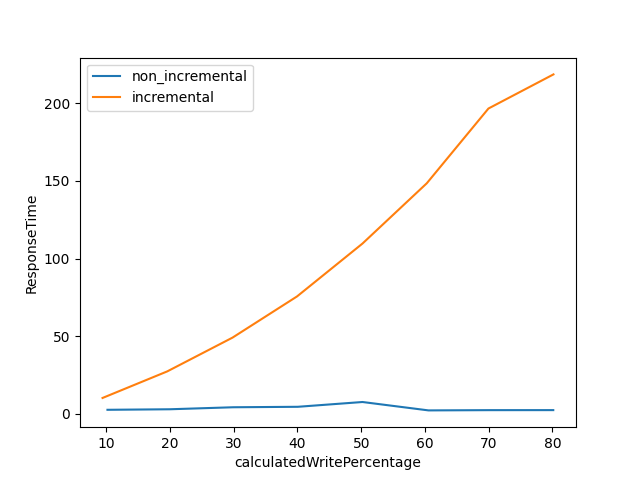 non_incremental
incremental
ResponseTime
200
150
100
50
0
10 20 30 40 50 60 70 80
calculatedWritePercentage